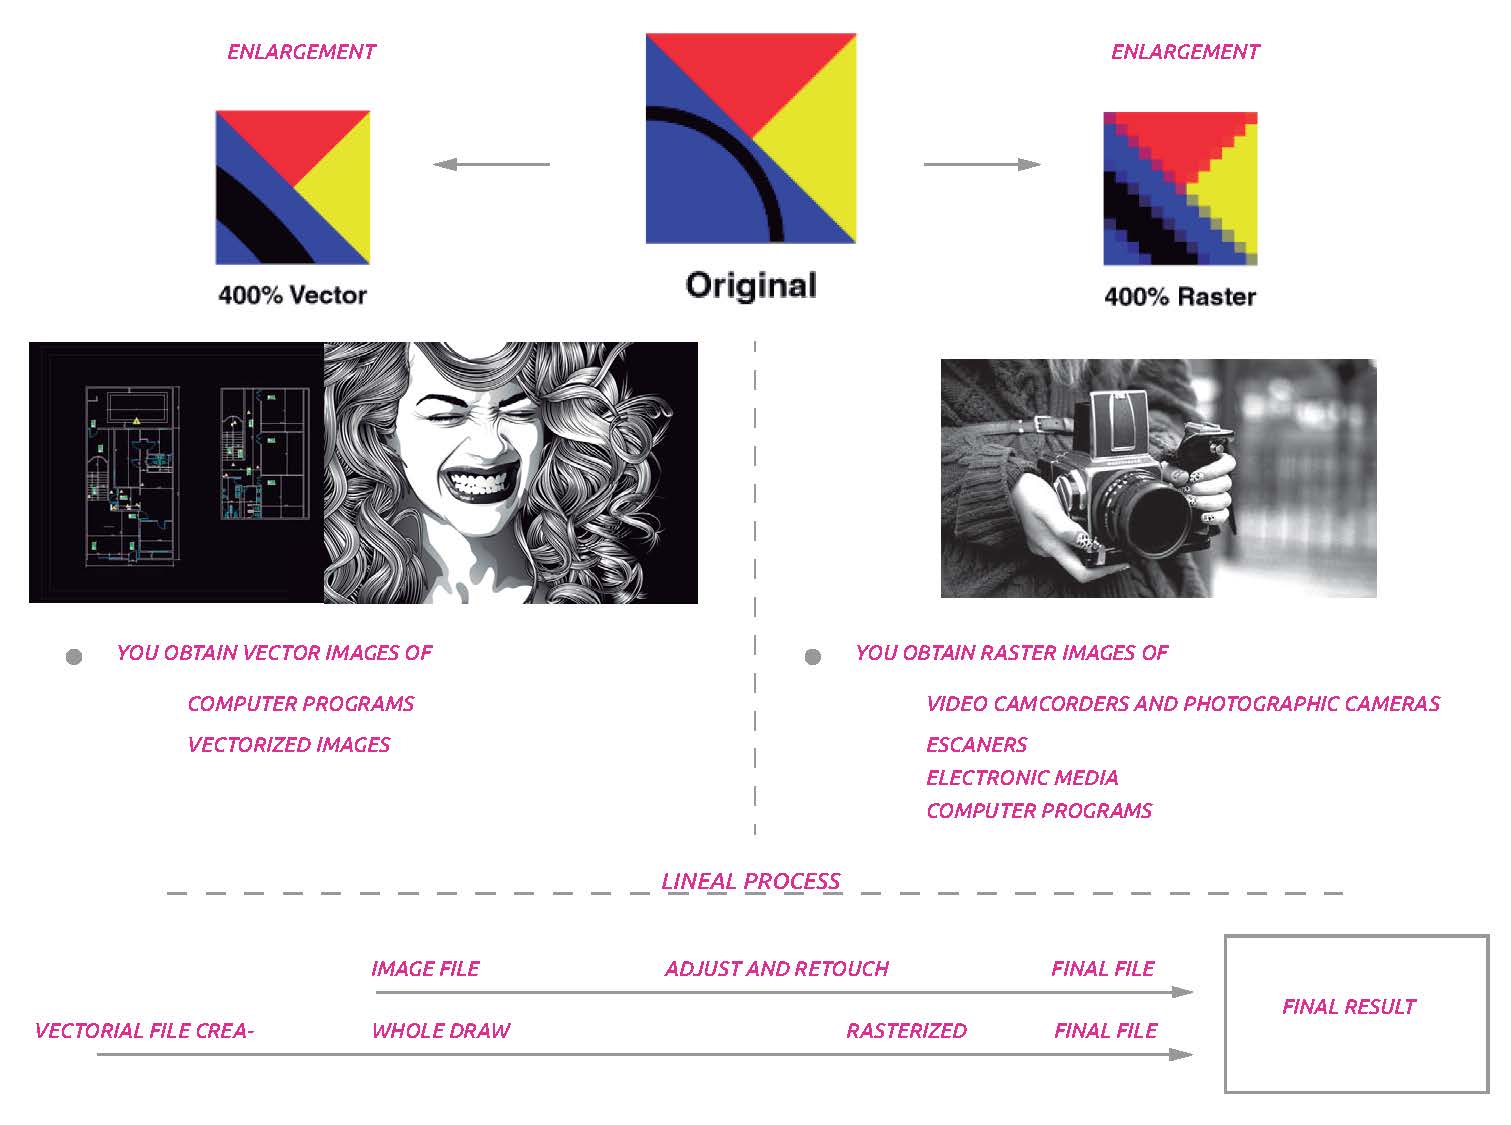 ENLARGEMENT
ENLARGEMENT
400% Vector
Original
400% Raster
YOU OBTAIN VECTOR IMAGES OF
COMPUTER PROGRAMS
VECTORIZED IMAGES
YOU OBTAIN RASTER IMAGES OF
VIDEO CAMCORDERS AND PHOTOGRAPHIC CAMERAS
ESCANERS
ELECTRONIC MEDIA
COMPUTER PROGRAMS
LINEAL PROCESS
IMAGE FILE ADJUST AND RETOUCH FINAL FILE
VECTORIAL FILE CREA- WHOLE DRAW RASTERIZED FINAL FILE
FINAL RESULT